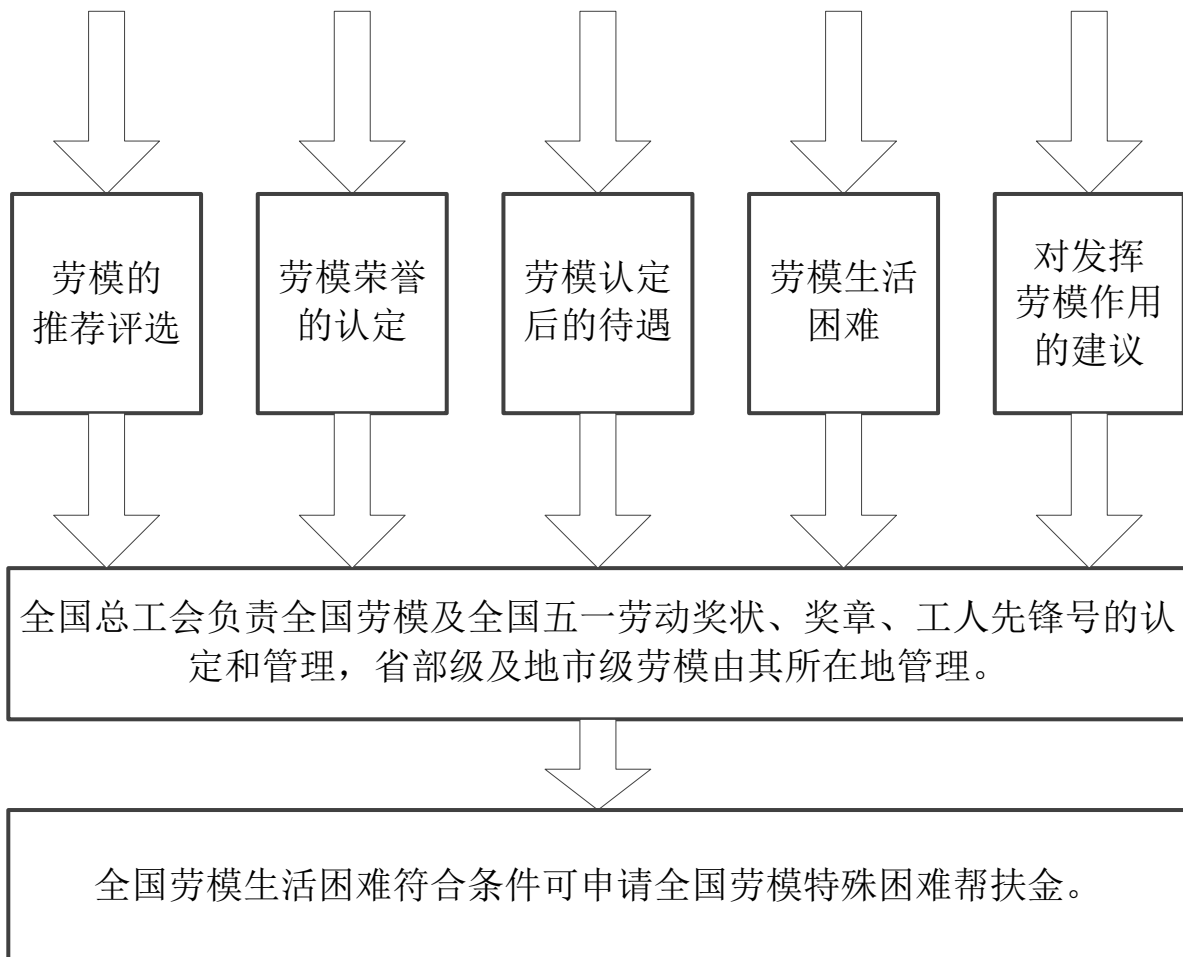 劳模的
推荐评选
劳模荣誉
的认定
劳模认定
后的待遇
劳模生活
困难
对发挥
劳模作用
的建议
全国总工会负责全国劳模及全国五一劳动奖状、奖章、工人先锋号的认
定和管理，省部级及地市级劳模由其所在地管理。
全国劳模生活困难符合条件可申请全国劳模特殊困难帮扶金。